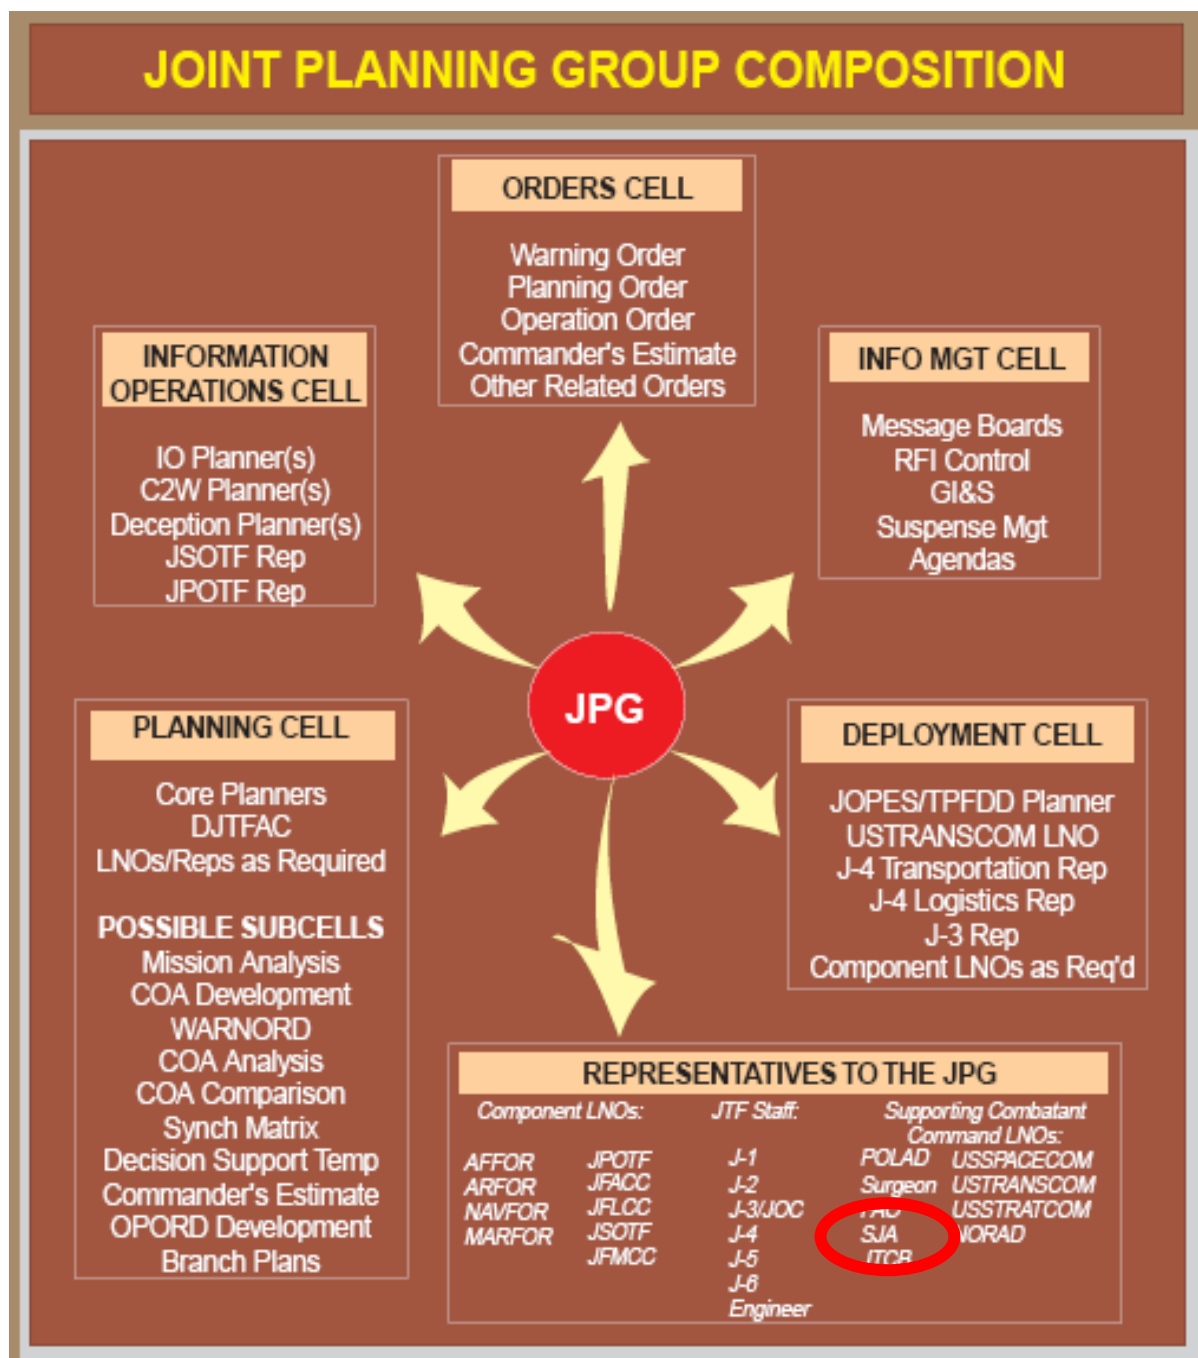 JOINT PLANNING GROUP COMPOSITION
ORDERS CELL
Warning Order
Planning Order
Operation Order
Commander's Estimate
Other Related Orders
INFORMATION
OPERATIONS CELL
IO Planner(s)
C2W Planner(s)
Deception Planner(s)
JSOTF Rep
JPOTF Rep
INFO MGT CELL
Message Boards
RFI Control
GI&S
Suspense Mgt
Agendas
JPG
PLANNING CELL
Core Planners
DJTFAC
LNOs/Reps as Required
POSSIBLE SUBCELLS
Mission Analysis
COA Development
WARNORD
COA Analysis
COA Comparison
Synch Matrix
Decision Support Temp
Commander's Estimate
OPORD Development
Branch Plans
DEPLOYMENT CELL
JOPES/TPFDD Planner
USTRANSCOM LNO
J-4 Transportation Rep
J-4 Logistics Rep
J-3 Rep
Component LNOs as Req'd
REPRESENTATIVES TO THE JPG
Component LNOs:
AFFOR
ARFOR
NAVFOR
MARFOR
JPOTF
JFACC
JFLCC
JSOTF
JFMCC
JTF Staff:
J-1
J-2
J-3/JOC
J-4
J-5
J-6
Engineer
Supporting Combatant
Command LNOs:
POLAD
Surgeon
PAO
SJA
JTCB
USSPACECOM
USTRANSCOM
USSTRATCOM
NORAD